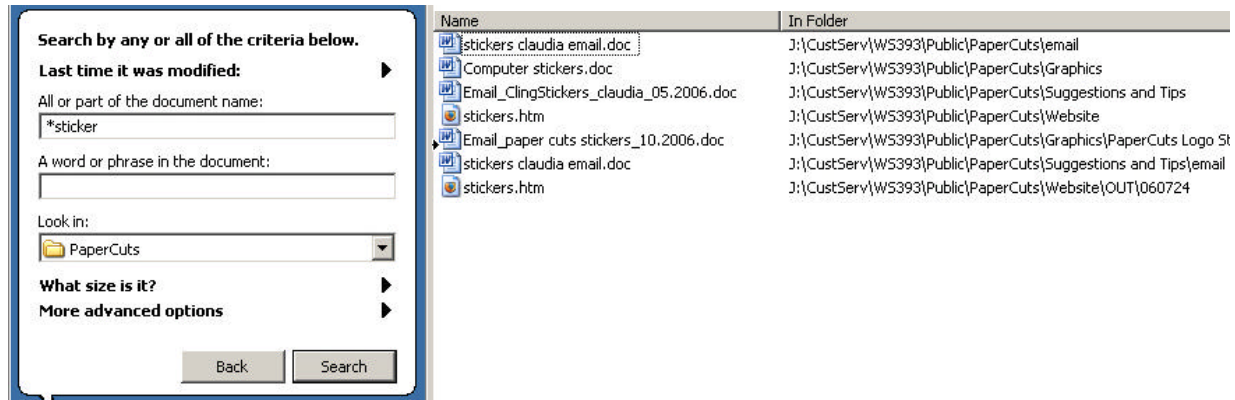 Search by any or all of the criteria below.
Last time it was modified:
All or part of the document name:
*sticker
A word or phrase in the document:
Look in:
PaperCuts
What size is it?
More advanced options
Back Search
Name In Folder
stickers claudia email.doc J:\CustServ\WS393\Public\PaperCuts\email
Computer stickers.doc J:\CustServ\WS393\Public\PaperCuts\Graphics
Email_ClingStickers_claudia_05.2006.doc J:\CustServ\WS393\Public\PaperCuts\Suggestions and Tips
stickers.htm J:\CustServ\WS393\Public\PaperCuts\Website
Email_paper cuts stickers_10.2006.doc J:\CustServ\WS393\Public\PaperCuts\Graphics\PaperCuts Logo St
stickers claudia email.doc J:\CustServ\WS393\Public\PaperCuts\Suggestions and Tips\email
stickers.htm J:\CustServ\WS393\Public\PaperCuts\Website\OUT\060724